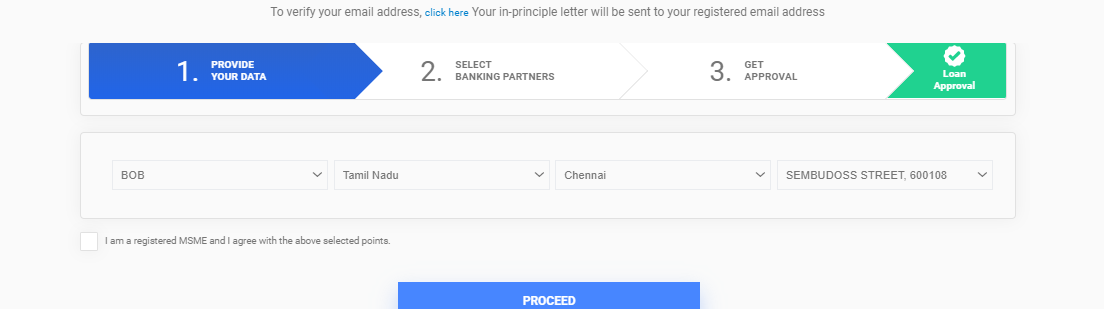 To verify your email address, click here Your in-principle letter will be sent to your registered email address
1. PROVIDE YOUR DATA
2. SELECT BANKING PARTNERS
3. GET APPROVAL
Loan Approval
BOB
Tamil Nadu
Chennai
SEMBUDOSS STREET, 600108
I am a registered MSME and I agree with the above selected points.
PROCEED